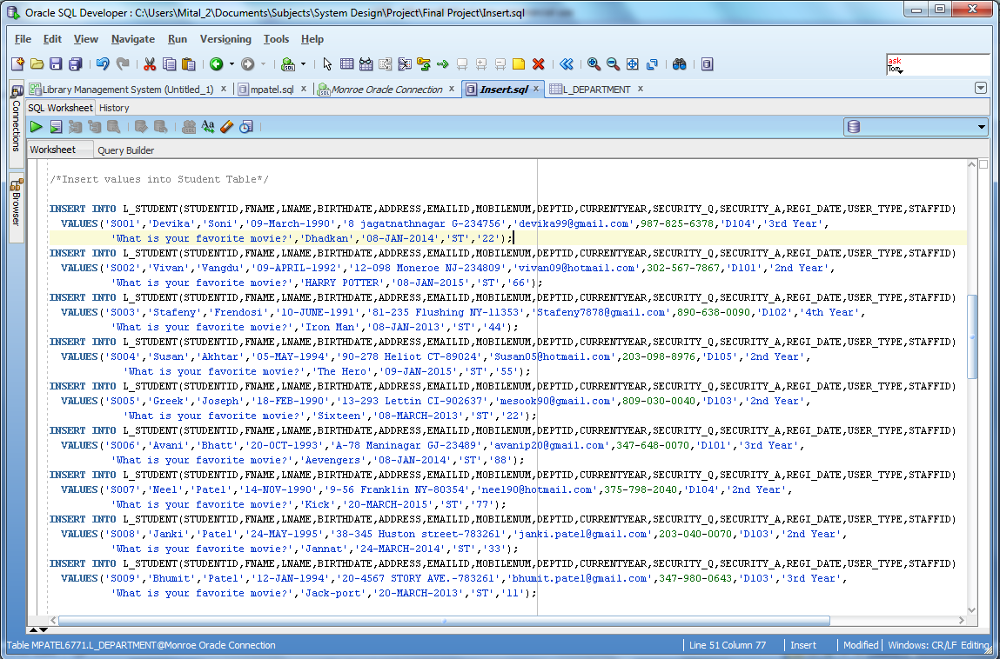 Oracle SQL Developer : C:\Users\Mital_2\Documents\Subjects\System Design\Project\Final Project\Insert.sql
File Edit View Navigate Run Versioning Tools Help
ask
Tom
Library Management System (Untitled_1) x mpatel.sql x Monroe Oracle Connection x Insert.sql x L_DEPARTMENT x
Connections
Browser
SQL Worksheet History
Worksheet Query Builder
/*Insert values into Student Table*/
INSERT INTO L_STUDENT(STUDENTID,FNAME,LNAME,BIRTHDATE,ADDRESS,EMAILID,MOBILENUM,DEPTID,CURRENTYEAR,SECURITY_Q,SECURITY_A,REGI_DATE,USER_TYPE,STAFFID)
VALUES('S001','Devika','Soni','09-March-1990','8 jagatnathnagar G-234756','devika99@gmail.com',987-825-6378,'D104','3rd Year',
'What is your favorite movie?','Dhadkan','08-JAN-2014','ST','22');
INSERT INTO L_STUDENT(STUDENTID,FNAME,LNAME,BIRTHDATE,ADDRESS,EMAILID,MOBILENUM,DEPTID,CURRENTYEAR,SECURITY_Q,SECURITY_A,REGI_DATE,USER_TYPE,STAFFID)
VALUES('S002','Vivan','Vangdu','09-APRIL-1992','12-098 Moneroe NJ-234809','vivan09@hotmail.com',302-567-7867,'D101','2nd Year',
'What is your favorite movie?','HARRY POTTER','08-JAN-2015','ST','66');
INSERT INTO L_STUDENT(STUDENTID,FNAME,LNAME,BIRTHDATE,ADDRESS,EMAILID,MOBILENUM,DEPTID,CURRENTYEAR,SECURITY_Q,SECURITY_A,REGI_DATE,USER_TYPE,STAFFID)
VALUES('S003','Stafeny','Frendosi','10-JUNE-1991','81-235 Flushing NY-11353','Stafeny7878@gmail.com',890-638-0090,'D102','4th Year',
'What is your favorite movie?','Iron Man','08-JAN-2013','ST','44');
INSERT INTO L_STUDENT(STUDENTID,FNAME,LNAME,BIRTHDATE,ADDRESS,EMAILID,MOBILENUM,DEPTID,CURRENTYEAR,SECURITY_Q,SECURITY_A,REGI_DATE,USER_TYPE,STAFFID)
VALUES('S004','Susan','Akhtar','05-MAY-1994','90-278 Heliot CT-89024','Susan05@hotmail.com',203-098-8976,'D105','2nd Year',
'What is your favorite movie?','The Hero','09-JAN-2015','ST','55');
INSERT INTO L_STUDENT(STUDENTID,FNAME,LNAME,BIRTHDATE,ADDRESS,EMAILID,MOBILENUM,DEPTID,CURRENTYEAR,SECURITY_Q,SECURITY_A,REGI_DATE,USER_TYPE,STAFFID)
VALUES('S005','Greek','Joseph','18-FEB-1990','13-293 Lettin CI-902637','mesook90@gmail.com',809-030-0040,'D103','2nd Year',
'What is your favorite movie?','Sixteen','08-MARCH-2013','ST','22');
INSERT INTO L_STUDENT(STUDENTID,FNAME,LNAME,BIRTHDATE,ADDRESS,EMAILID,MOBILENUM,DEPTID,CURRENTYEAR,SECURITY_Q,SECURITY_A,REGI_DATE,USER_TYPE,STAFFID)
VALUES('S006','Avani','Bhatt','20-OCT-1993','A-78 Maninagar GJ-23489','avanip20@gmail.com',347-648-0070,'D101','3rd Year',
'What is your favorite movie?','Aevengers','08-JAN-2014','ST','88');
INSERT INTO L_STUDENT(STUDENTID,FNAME,LNAME,BIRTHDATE,ADDRESS,EMAILID,MOBILENUM,DEPTID,CURRENTYEAR,SECURITY_Q,SECURITY_A,REGI_DATE,USER_TYPE,STAFFID)
VALUES('S007','Neel','Patel','14-NOV-1990','9-56 Franklin NY-80354','neel90@hotmail.com',375-798-2040,'D104','2nd Year',
'What is your favorite movie?','Kick','20-MARCH-2015','ST','77');
INSERT INTO L_STUDENT(STUDENTID,FNAME,LNAME,BIRTHDATE,ADDRESS,EMAILID,MOBILENUM,DEPTID,CURRENTYEAR,SECURITY_Q,SECURITY_A,REGI_DATE,USER_TYPE,STAFFID)
VALUES('S008','Janki','Patel','24-MAY-1995','38-345 Huston street-783261','janki.patel@gmail.com',203-040-0070,'D103','2nd Year',
'What is your favorite movie?','Jannat','24-MARCH-2014','ST','33');
INSERT INTO L_STUDENT(STUDENTID,FNAME,LNAME,BIRTHDATE,ADDRESS,EMAILID,MOBILENUM,DEPTID,CURRENTYEAR,SECURITY_Q,SECURITY_A,REGI_DATE,USER_TYPE,STAFFID)
VALUES('S009','Bhumit','Patel','12-JAN-1994','20-4567 STORY AVE.-783261','bhumit.patel@gmail.com',347-980-0643,'D103','3rd Year',
'What is your favorite movie?','Jack-port','20-MARCH-2013','ST','11');
Table MPATEL6771.L_DEPARTMENT@Monroe Oracle Connection Line 51 Column 77 Insert Modified Windows: CR/LF Editing